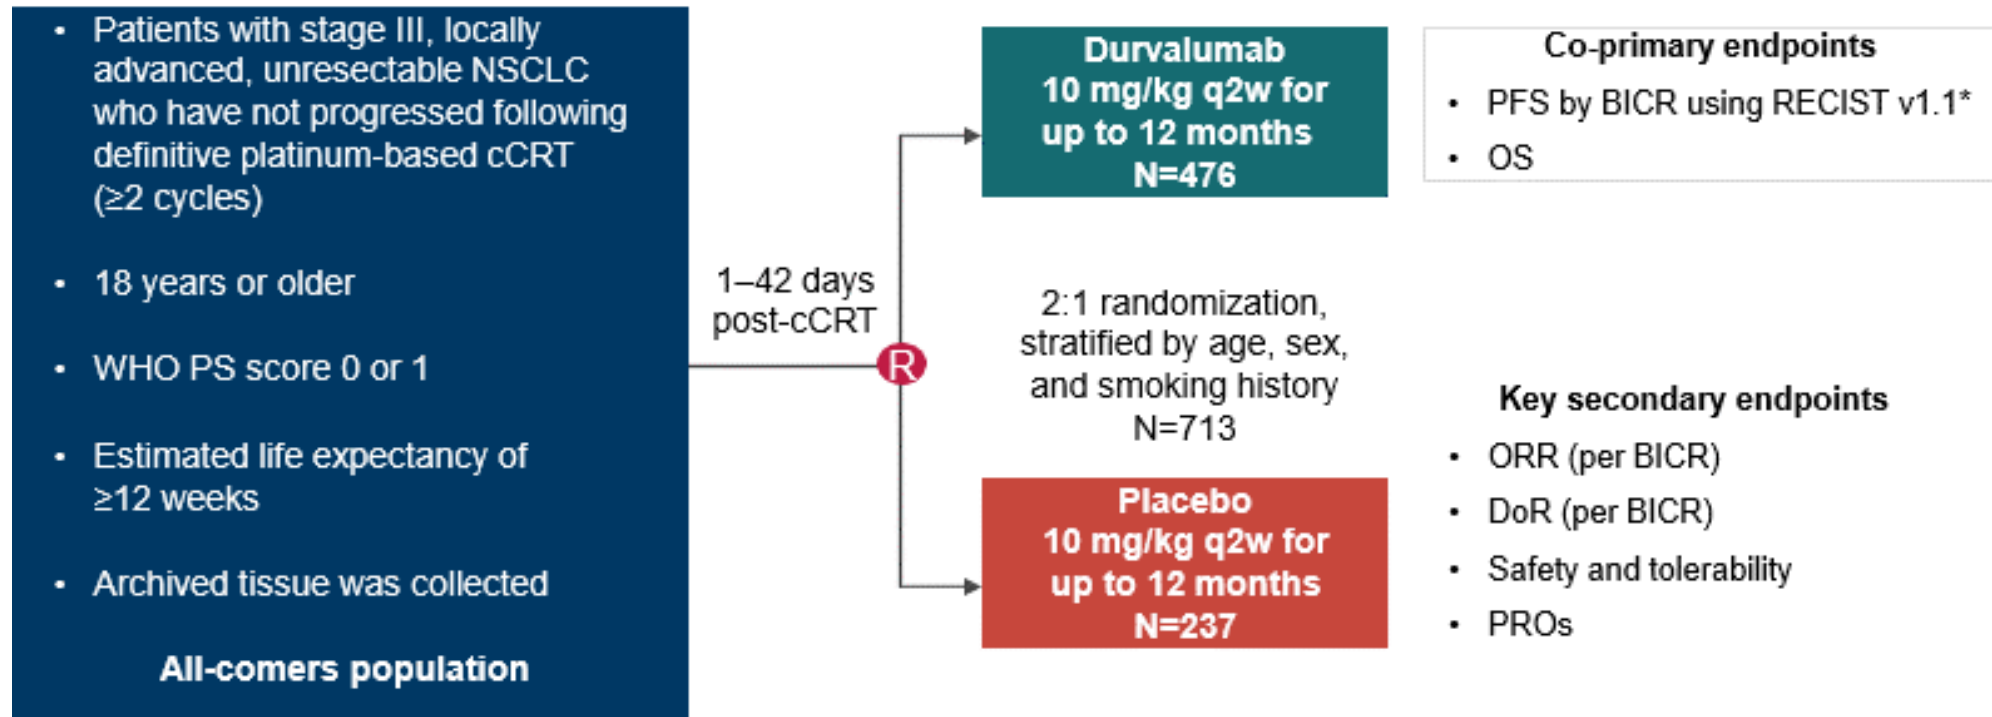 • Patients with stage III, locally
advanced, unresectable NSCLC
who have not progressed following
definitive platinum-based cCRT
(≥2 cycles)
• 18 years or older
• WHO PS score 0 or 1
• Estimated life expectancy of
≥12 weeks
• Archived tissue was collected
All-comers population
1–42 days
post-cCRT
R
Durvalumab
10 mg/kg q2w for
up to 12 months
N=476
2:1 randomization,
stratified by age, sex,
and smoking history
N=713
Placebo
10 mg/kg q2w for
up to 12 months
N=237
Co-primary endpoints
• PFS by BICR using RECIST v1.1*
• OS
Key secondary endpoints
• ORR (per BICR)
• DoR (per BICR)
• Safety and tolerability
• PROs